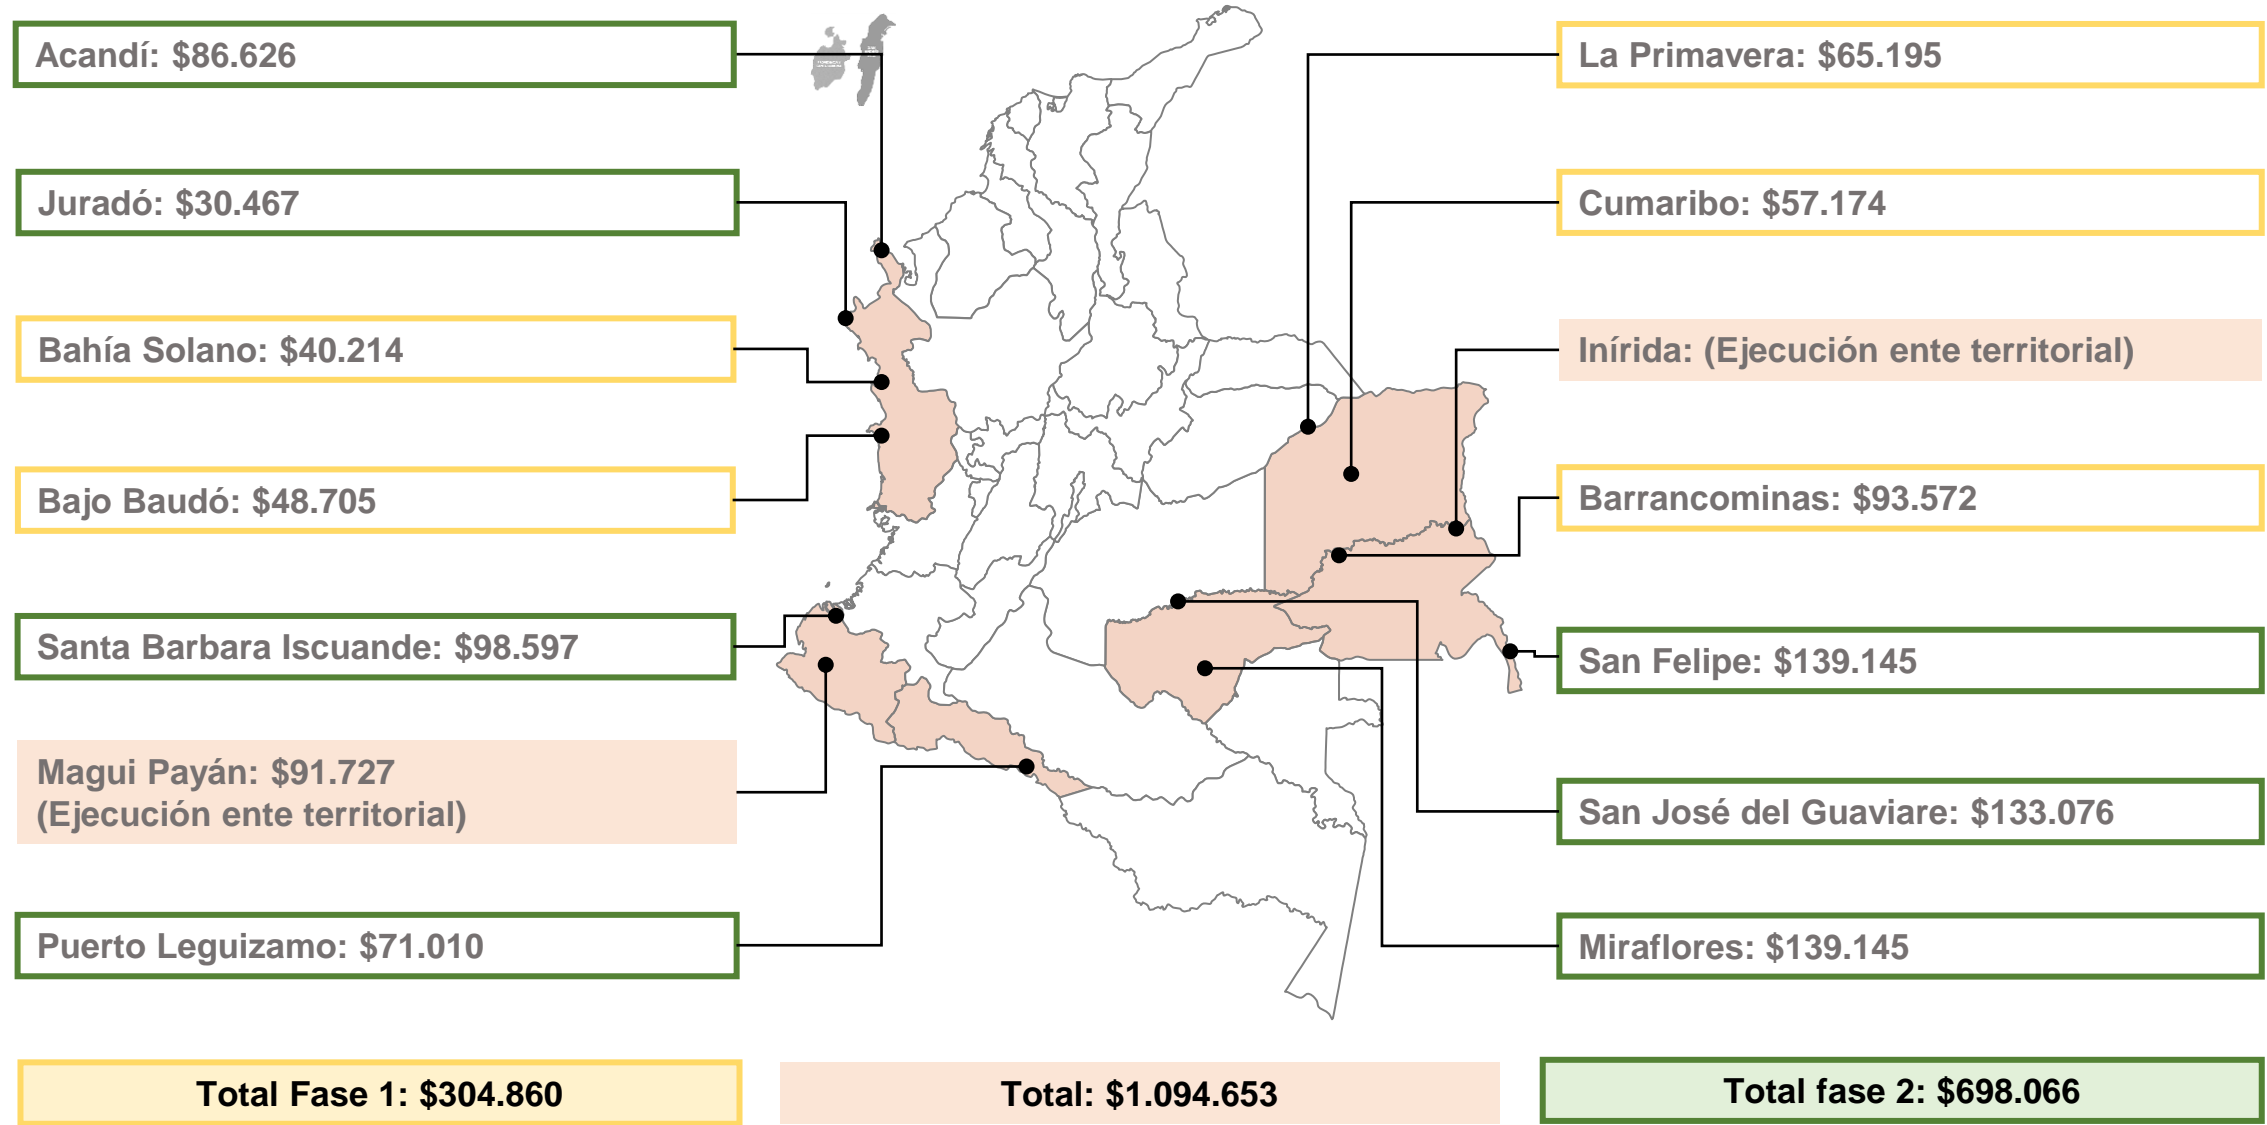 Acandí: $86.626
Juradó: $30.467
Bahía Solano: $40.214
Bajo Baudó: $48.705
Santa Barbara Iscuande: $98.597
Magui Payán: $91.727
(Ejecución ente territorial)
Puerto Leguizamo: $71.010
La Primavera: $65.195
Cumaribo: $57.174
Inírida: (Ejecución ente territorial)
Barrancominas: $93.572
San Felipe: $139.145
San José del Guaviare: $133.076
Miraflores: $139.145
Total Fase 1: $304.860
Total: $1.094.653
Total fase 2: $698.066